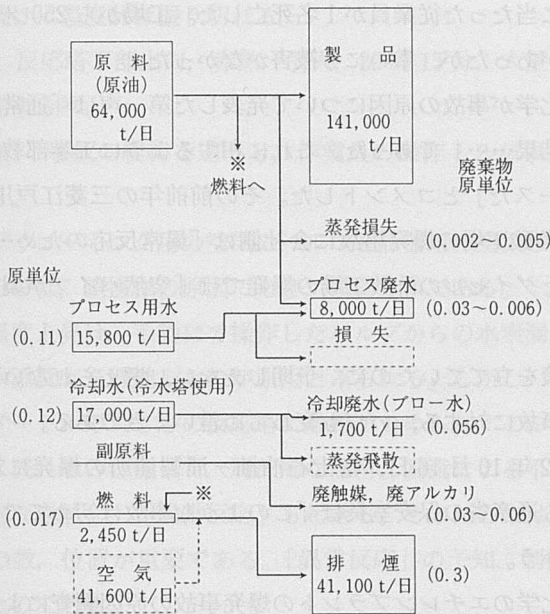 原料
(原油)
64,000
t/日
製品
141,000
t/日
※
燃料へ
廃棄物
原単位
蒸発損失
(0.002〜0.005)
原単位
プロセス用水
(0.11)
15,800 t/日
プロセス廃水
8,000 t/日
(0.03〜0.006)
損失
冷却水(冷水塔使用)
(0.12)
17,000 t/日
冷却廃水(ブロー水)
1,700 t/日
(0.056)
蒸発飛散
副原料
廃触媒, 廃アルカリ
(0.03〜0.06)
燃料
※
(0.017)
2,450 t/日
空気
41,600 t/日
排煙
41,100 t/日
(0.3)